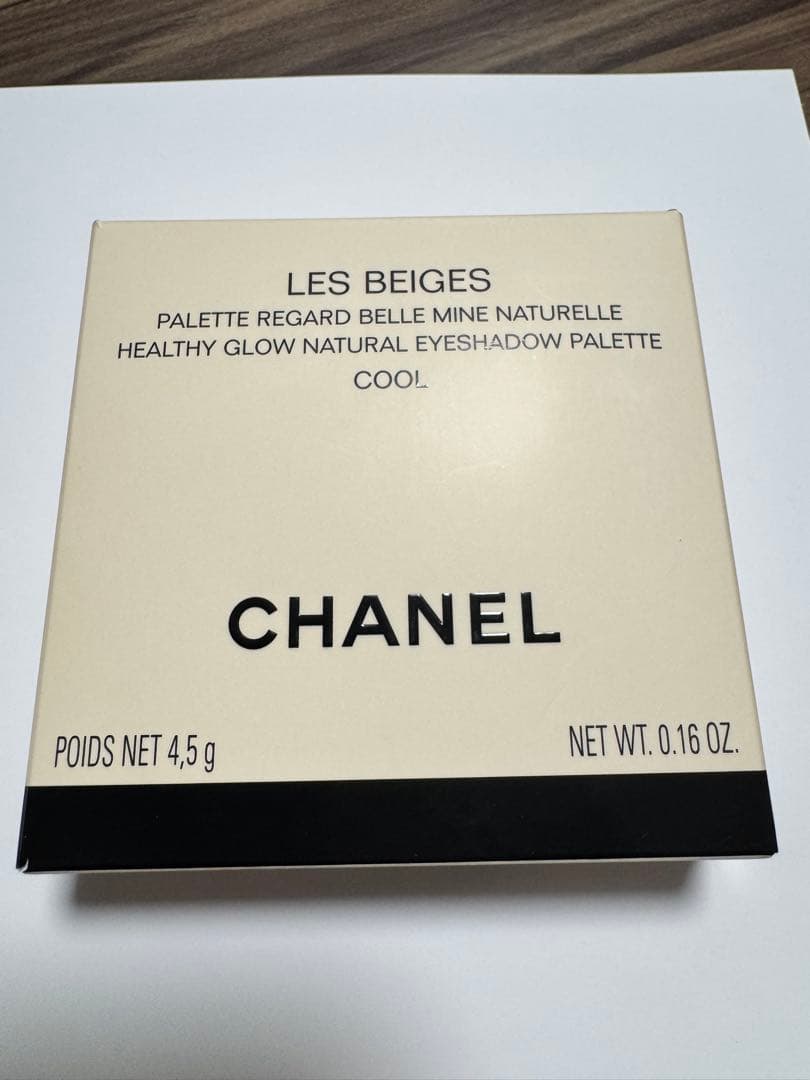 LES BEIGES
PALETTE REGARD BELLE MINE NATURELLE
HEALTHY GLOW NATURAL EYESHADOW PALETTE
COOL
CHANEL
POIDS NET 4,5 g
NET WT. 0.16 OZ.